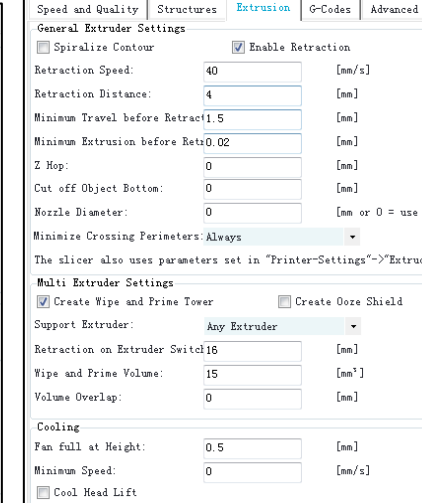 Speed and Quality Structures Extrusion G-Codes Advanced
General Extruder Settings
Spiralize Contour Enable Retraction
Retraction Speed: 40 [mm/s]
Retraction Distance: 4 [mm]
Minimum Travel before Retract 1.5 [mm]
Minimum Extrusion before Retr 0.02 [mm]
Z Hop: 0 [mm]
Cut off Object Bottom: 0 [mm]
Nozzle Diameter: 0 [mm or 0 = use
Minimize Crossing Perimeters: Always
The slicer also uses parameters set in "Printer-Settings"->"Extruc
Multi Extruder Settings
Create Wipe and Prime Tower Create Ooze Shield
Support Extruder: Any Extruder
Retraction on Extruder Switch 16 [mm]
Wipe and Prime Volume: 15 [mm³]
Volume Overlap: 0 [mm]
Cooling
Fan full at Height: 0.5 [mm]
Minimum Speed: 0 [mm/s]
Cool Head Lift